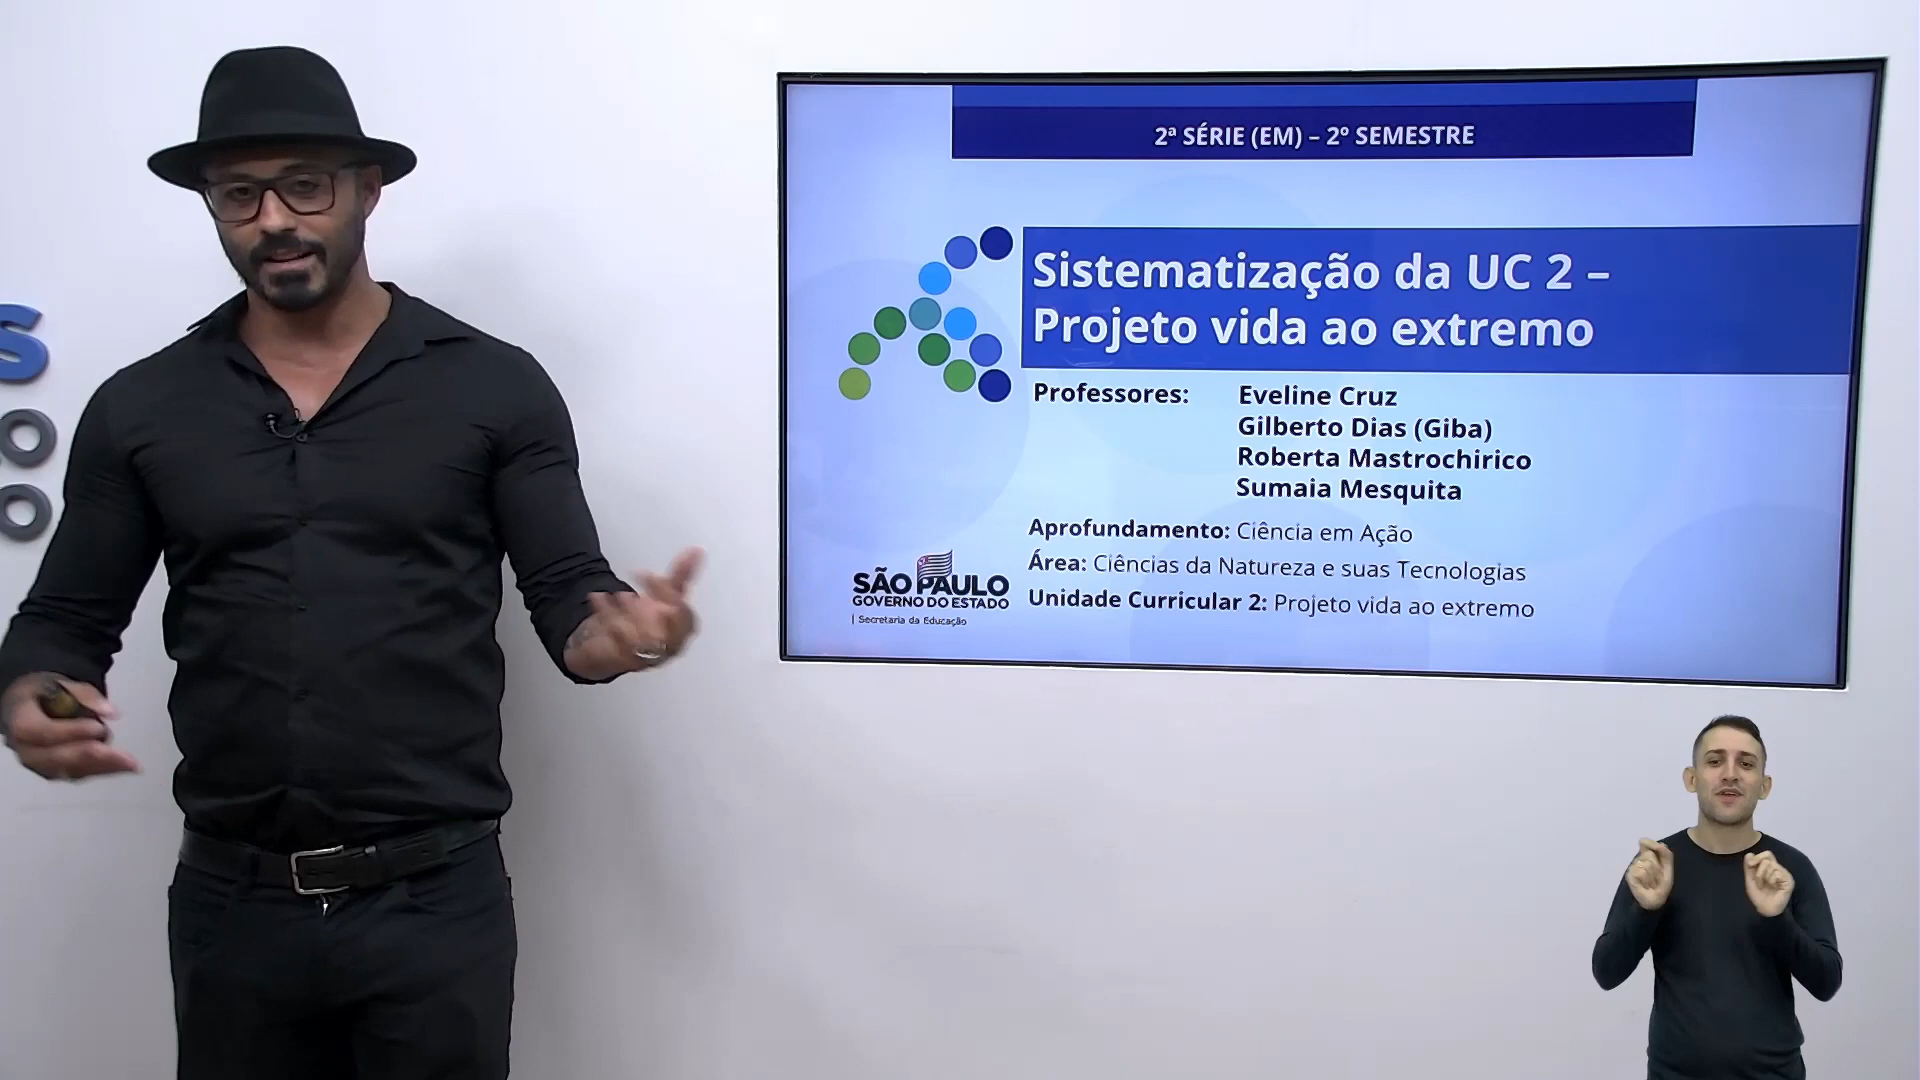 2ª SÉRIE (EM) – 2º SEMESTRE
Sistematização da UC 2 –
Projeto vida ao extremo
Professores: Eveline Cruz
Gilberto Dias (Giba)
Roberta Mastrochirico
Sumaia Mesquita
Aprofundamento: Ciência em Ação
Área: Ciências da Natureza e suas Tecnologias
Unidade Curricular 2: Projeto vida ao extremo
SÃO PAULO
GOVERNO DO ESTADO
| Secretaria da Educação
S
O
O